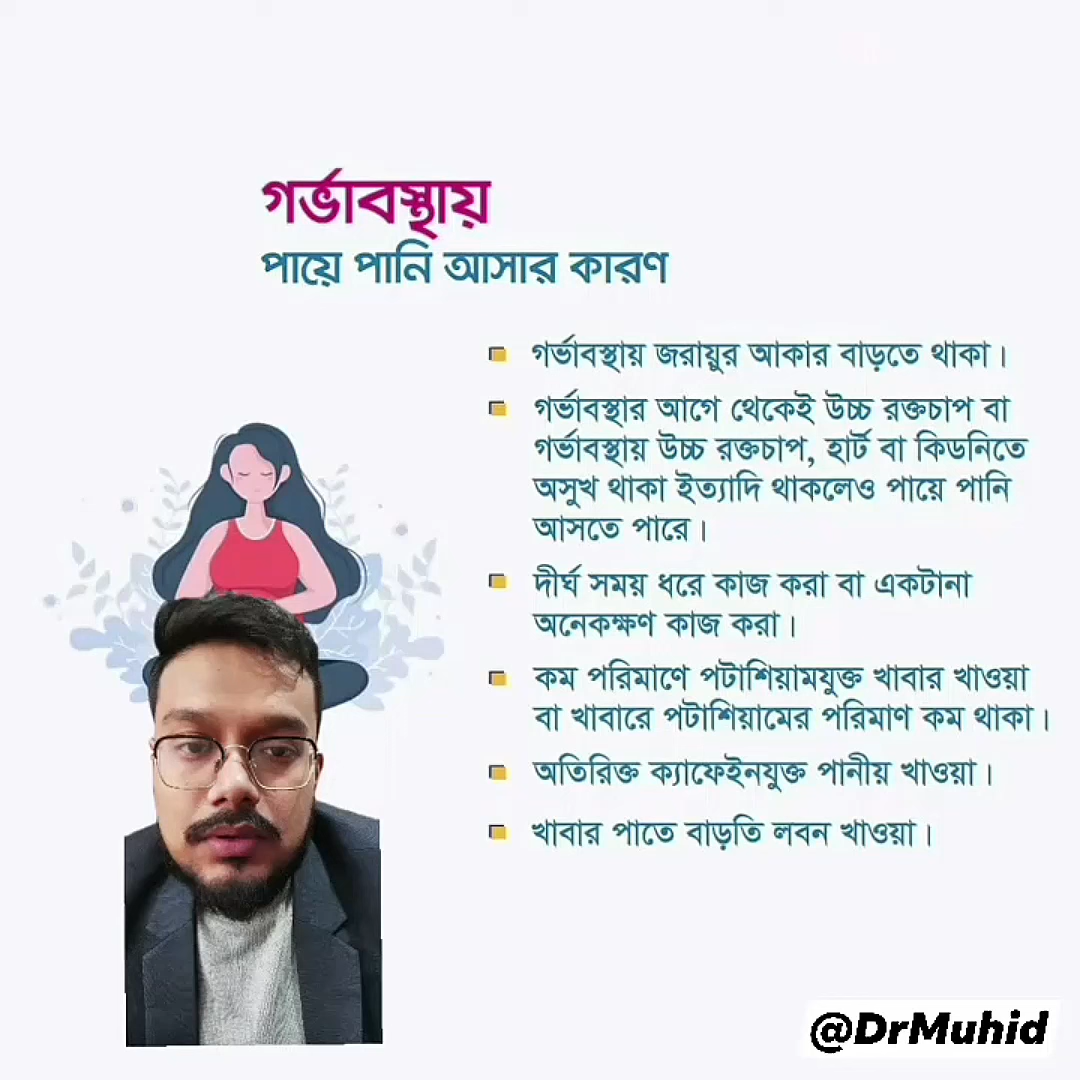 গর্ভাবস্থায়
পায়ে পানি আসার কারণ
গর্ভাবস্থায় জরায়ুর আকার বাড়তে থাকা।
গর্ভাবস্থার আগে থেকেই উচ্চ রক্তচাপ বা
গর্ভাবস্থায় উচ্চ রক্তচাপ, হার্ট বা কিডনিতে
অসুখ থাকা ইত্যাদি থাকলেও পায়ে পানি
আসতে পারে।
দীর্ঘ সময় ধরে কাজ করা বা একটানা
অনেকক্ষণ কাজ করা।
কম পরিমাণে পটাশিয়ামযুক্ত খাবার খাওয়া
বা খাবারে পটাশিয়ামের পরিমাণ কম থাকা।
অতিরিক্ত ক্যাফেইনযুক্ত পানীয় খাওয়া।
খাবার পাতে বাড়তি লবন খাওয়া।
@DrMuhid